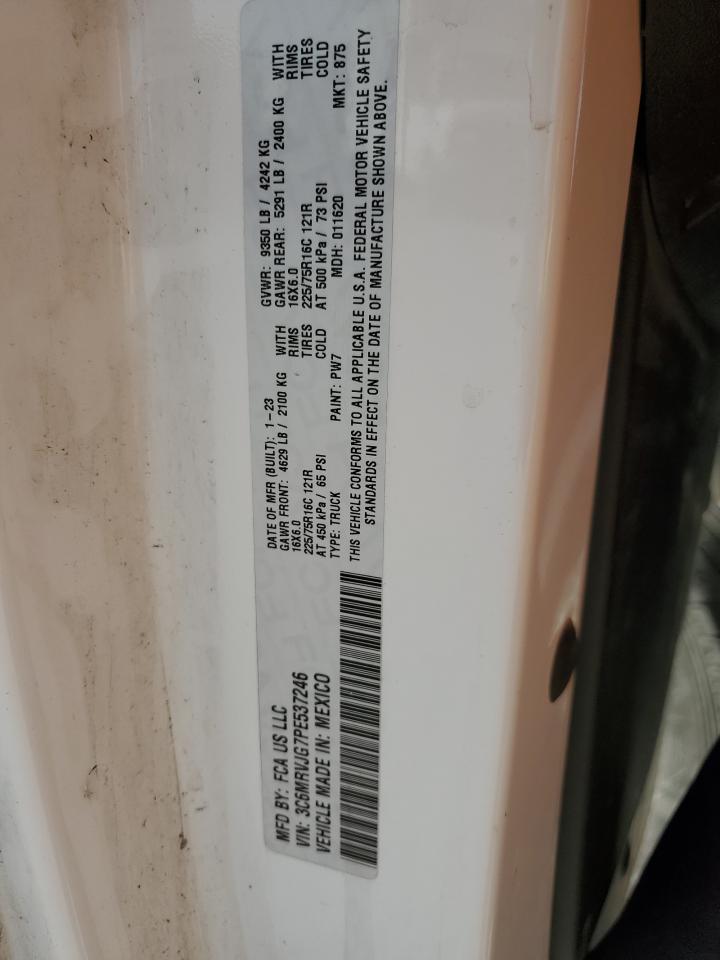 MFD BY: FCA US LLC
VIN: 3C6MRVJG7PE537246
VEHICLE MADE IN: MEXICO
DATE OF MFR (BUILT): 1-23 GVWR: 9350 LB / 4242 KG
GAWR FRONT: 4629 LB / 2100 KG WITH GAWR REAR: 5291 LB / 2400 KG WITH
16X6.0 RIMS 16X6.0 RIMS
225/75R16C 121R TIRES 225/75R16C 121R TIRES
AT 450 kPa / 65 PSI COLD AT 500 kPa / 73 PSI COLD
TYPE: TRUCK PAINT: PW7 MDH: 011620 MKT: 875
THIS VEHICLE CONFORMS TO ALL APPLICABLE U.S.A. FEDERAL MOTOR VEHICLE SAFETY
STANDARDS IN EFFECT ON THE DATE OF MANUFACTURE SHOWN ABOVE.